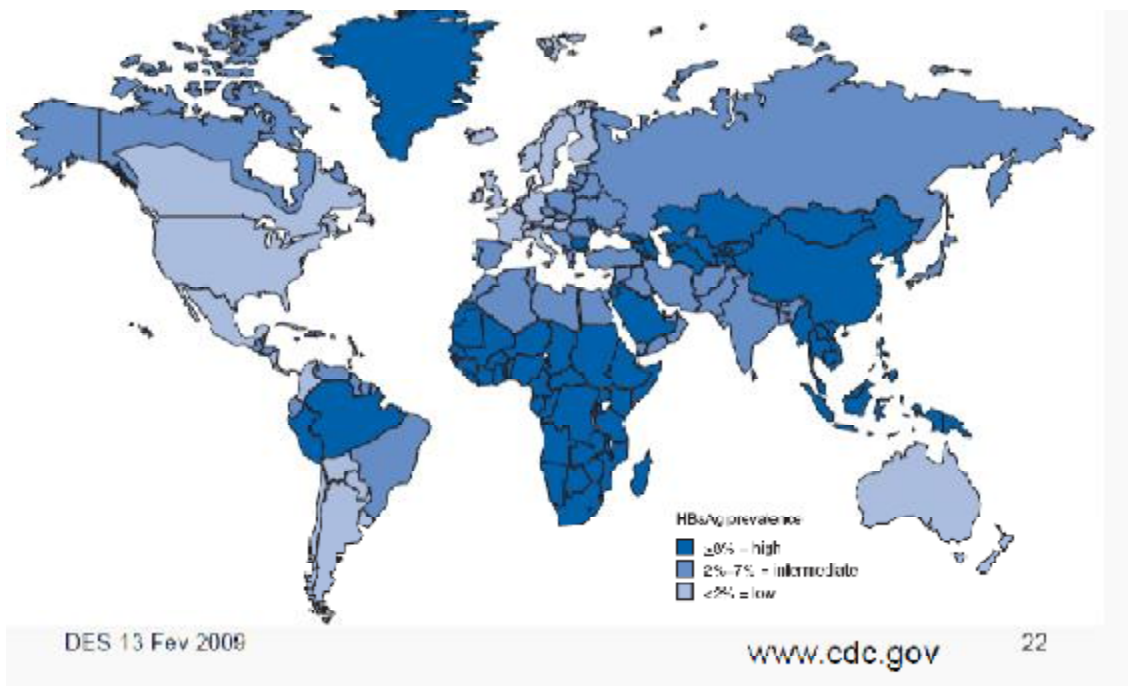 HBsAg prevalence
≥8% = high
2%–7% = intermediate
<2% = low
DES 13 Fev 2009
www.cdc.gov
22